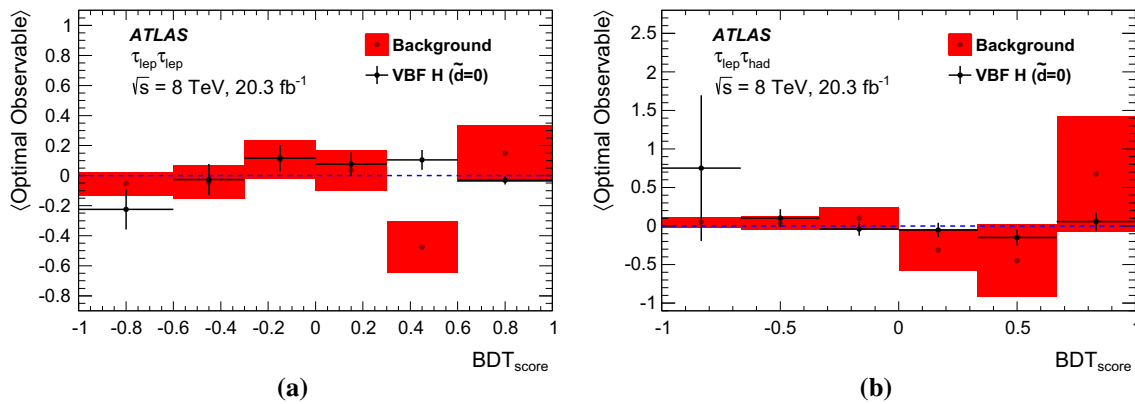 ⟨Optimal Observable⟩
1
0.8
0.6
0.4
0.2
0
-0.2
-0.4
-0.6
-0.8
ATLAS
τlepτlep
√s = 8 TeV, 20.3 fb-1
Background
VBF H (d̃=0)
-1 -0.8 -0.6 -0.4 -0.2 0 0.2 0.4 0.6 0.8 1
BDTscore
(a)
⟨Optimal Observable⟩
2.5
2
1.5
1
0.5
0
-0.5
-1
ATLAS
τlepτhad
√s = 8 TeV, 20.3 fb-1
Background
VBF H (d̃=0)
-1 -0.5 0 0.5 1
BDTscore
(b)